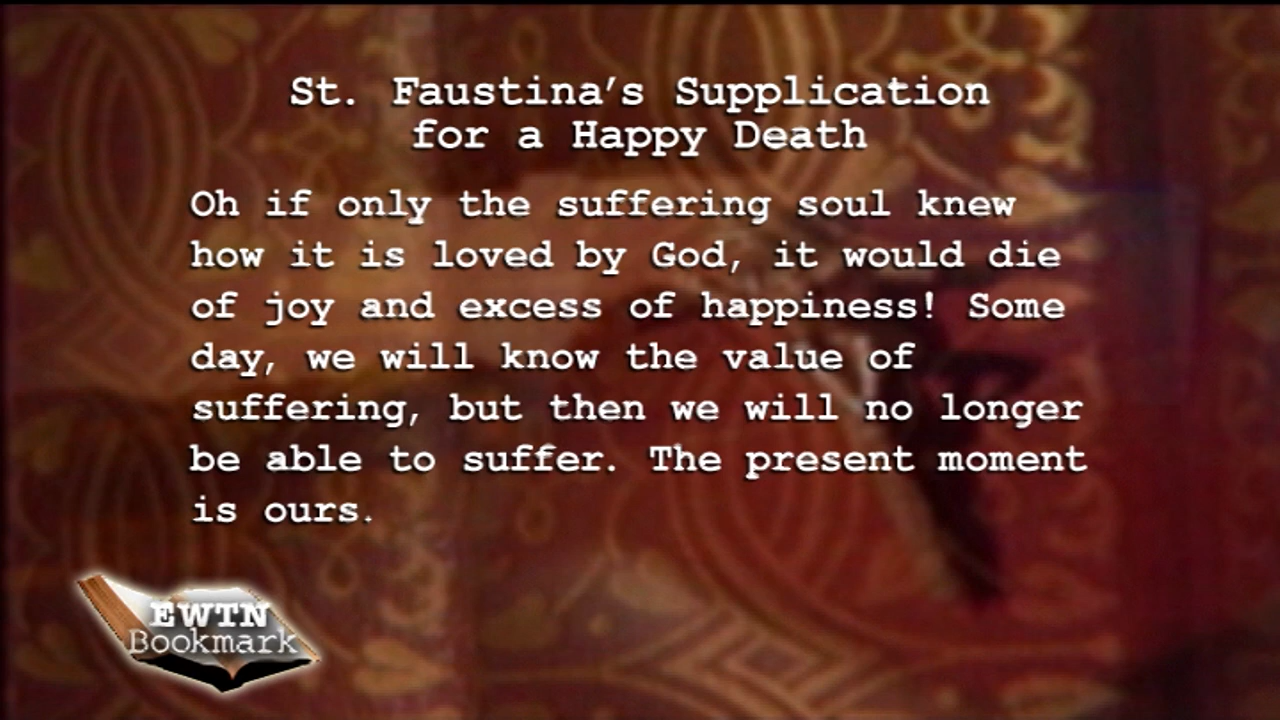 St. Faustina's Supplication
for a Happy Death
Oh if only the suffering soul knew
how it is loved by God, it would die
of joy and excess of happiness! Some
day, we will know the value of
suffering, but then we will no longer
be able to suffer. The present moment
is ours.
EWTN
Bookmark